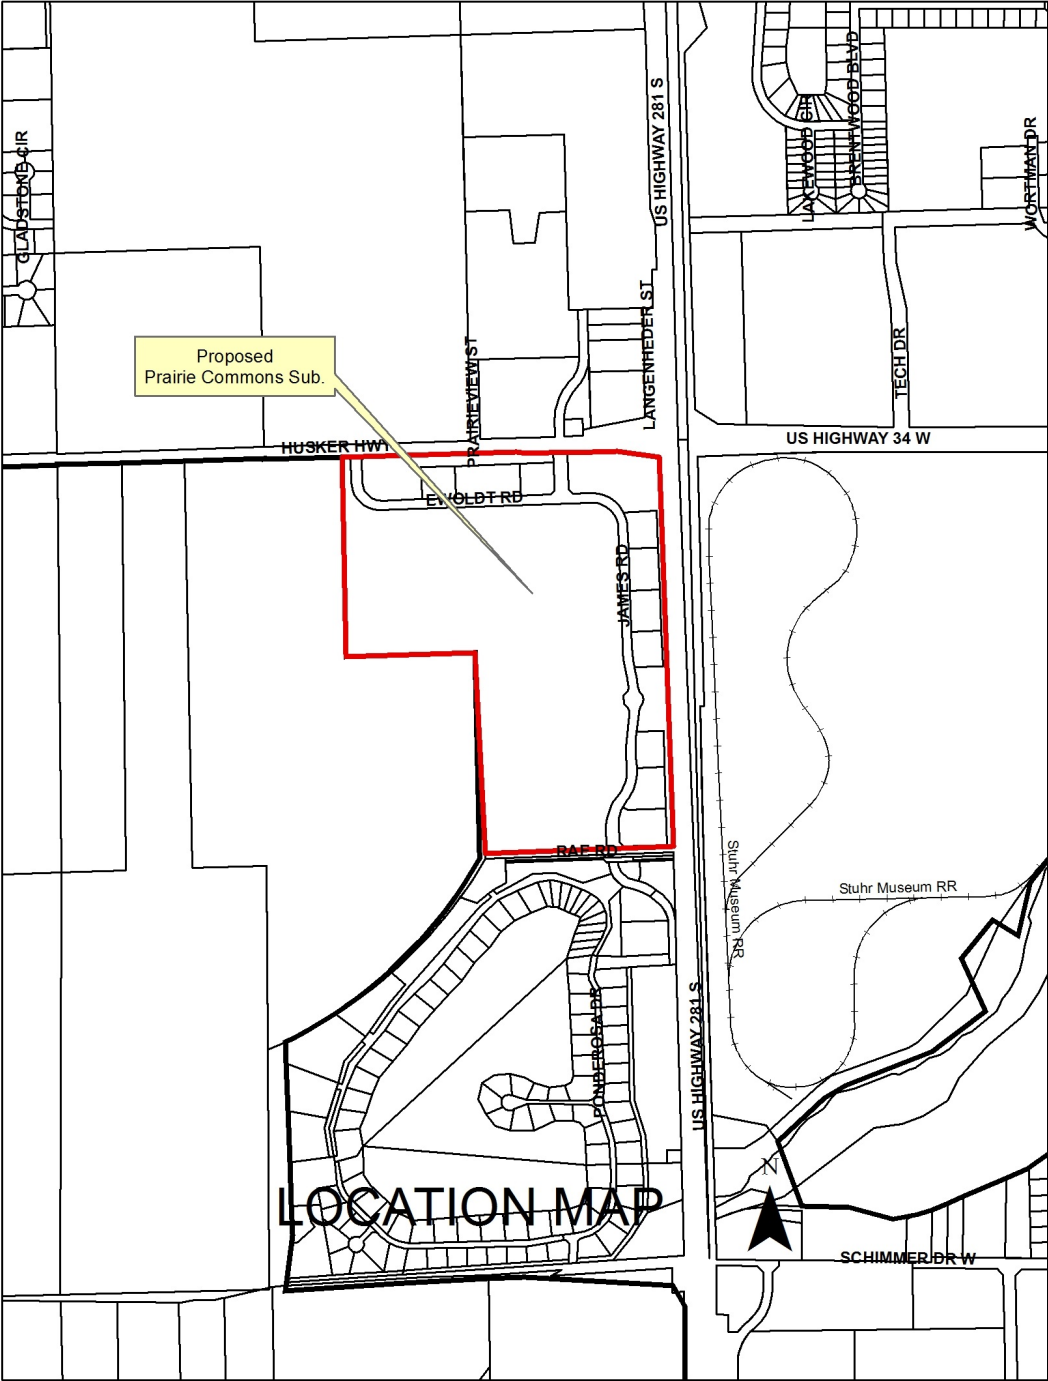 GLADSTONE CIR
US HIGHWAY 281 S
LAKEWOOD CIR
BRENTWOOD BLVD
WORTMAN DR
Proposed
Prairie Commons Sub.
PRAIRIEVIEW ST
LANGENHEDER ST
TECH DR
HUSKER HWY
US HIGHWAY 34 W
EWOLDT RD
JAMES RD
RAE RD
Stuhr Museum RR
Stuhr Museum RR
PONDEROSA DR
US HIGHWAY 281 S
N
LOCATION MAP
SCHIMMER DR W